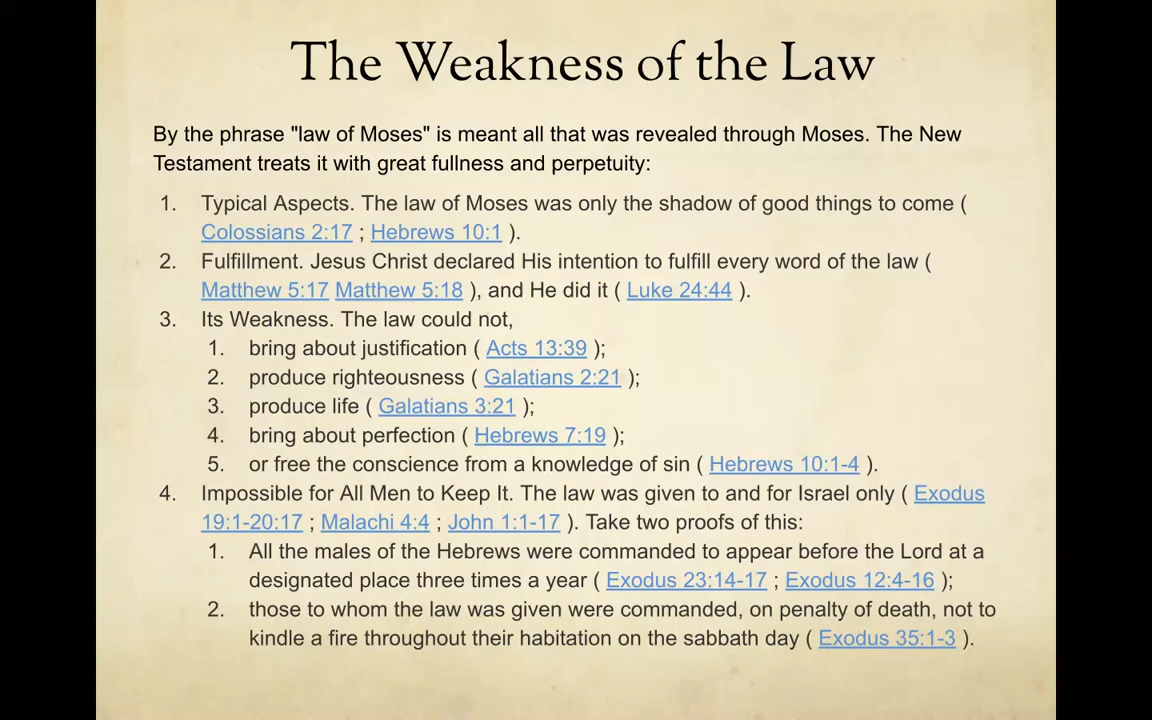 The Weakness of the Law
By the phrase "law of Moses" is meant all that was revealed through Moses. The New
Testament treats it with great fullness and perpetuity:
1. Typical Aspects. The law of Moses was only the shadow of good things to come (
Colossians 2:17 ; Hebrews 10:1 ).
2. Fulfillment. Jesus Christ declared His intention to fulfill every word of the law (
Matthew 5:17 Matthew 5:18 ), and He did it ( Luke 24:44 ).
3. Its Weakness. The law could not,
1. bring about justification ( Acts 13:39 );
2. produce righteousness ( Galatians 2:21 );
3. produce life ( Galatians 3:21 );
4. bring about perfection ( Hebrews 7:19 );
5. or free the conscience from a knowledge of sin ( Hebrews 10:1-4 ).
4. Impossible for All Men to Keep It. The law was given to and for Israel only ( Exodus
19:1-20:17 ; Malachi 4:4 ; John 1:1-17 ). Take two proofs of this:
1. All the males of the Hebrews were commanded to appear before the Lord at a
designated place three times a year ( Exodus 23:14-17 ; Exodus 12:4-16 );
2. those to whom the law was given were commanded, on penalty of death, not to
kindle a fire throughout their habitation on the sabbath day ( Exodus 35:1-3 ).